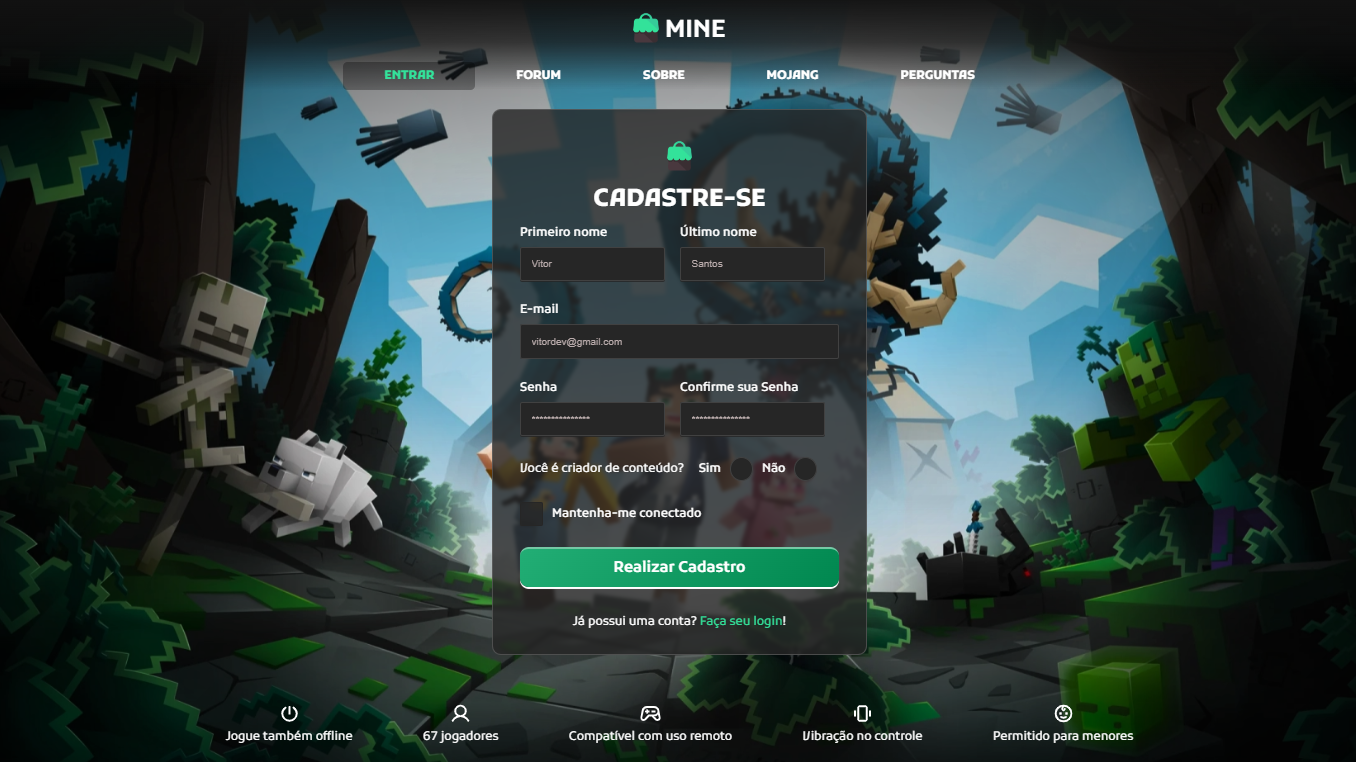 MINE
ENTRAR FORUM SOBRE MOJANG PERGUNTAS
CADASTRE-SE
Primeiro nome Último nome
Vitor Santos
E-mail
vitordev@gmail.com
Senha Confirme sua Senha
*************** ***************
Você é criador de conteúdo? Sim Não
Mantenha-me conectado
Realizar Cadastro
Já possui uma conta? Faça seu login!
Jogue também offline 67 jogadores Compatível com uso remoto Vibração no controle Permitido para menores